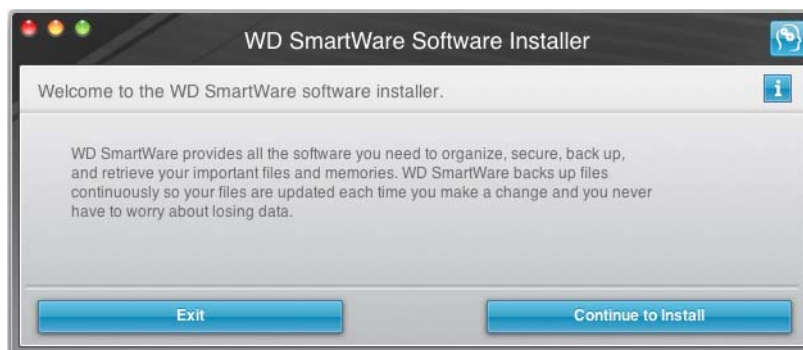 WD SmartWare Software Installer
Welcome to the WD SmartWare software installer.
i
WD SmartWare provides all the software you need to organize, secure, back up,
and retrieve your important files and memories. WD SmartWare backs up files
continuously so your files are updated each time you make a change and you never
have to worry about losing data.
Exit
Continue to Install